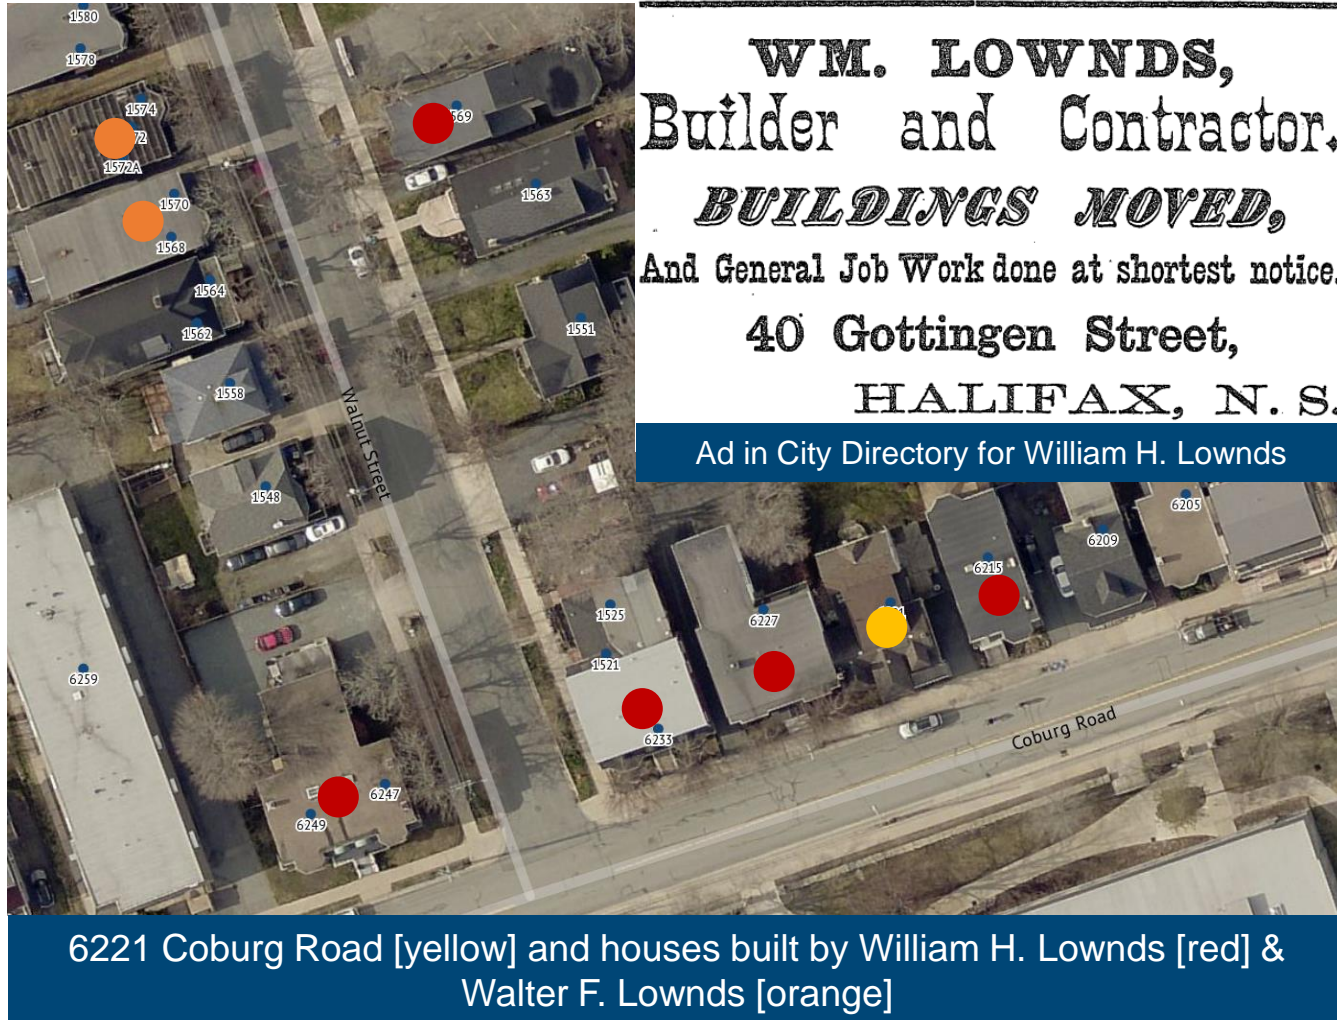 1580
1578
1574
1572A
1570
1568
1564
1562
1558
1548
1563
1551
Walnut Street
WM. LOWNDS,
Builder and Contractor.
BUILDINGS MOVED,
And General Job Work done at shortest notice.
40 Gottingen Street,
HALIFAX, N. S.
Ad in City Directory for William H. Lownds
6205
6209
6215
6227
1525
1521
6233
6259
6247
6249
Coburg Road
6221 Coburg Road [yellow] and houses built by William H. Lownds [red] &
Walter F. Lownds [orange]